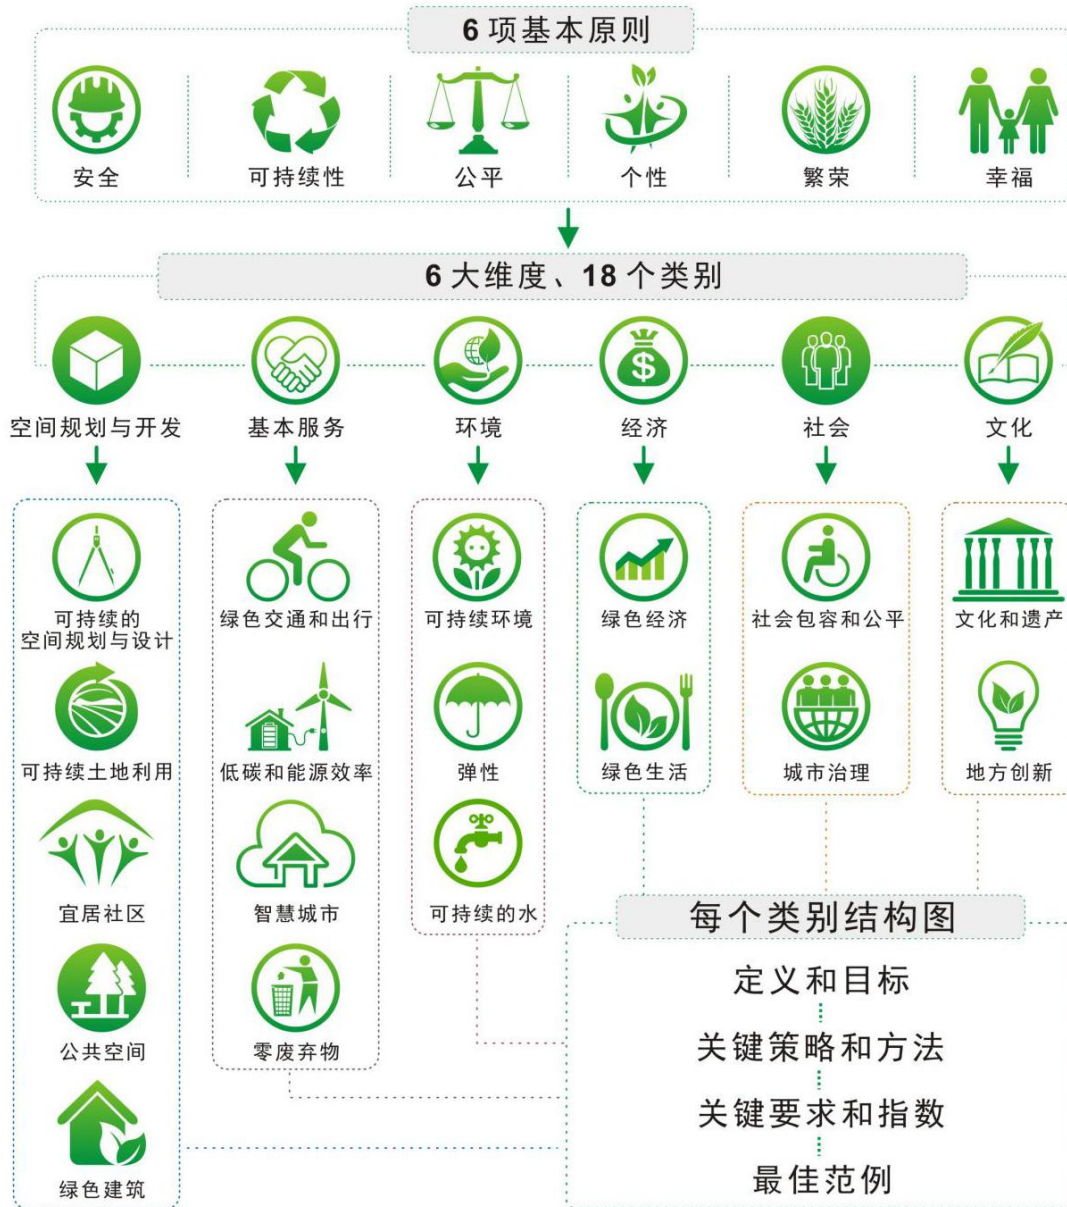 6 项基本原则
安全
可持续性
公平
个性
繁荣
幸福
6 大维度、18 个类别
空间规划与开发
基本服务
环境
经济
社会
文化
可持续的
空间规划与设计
可持续土地利用
宜居社区
公共空间
绿色建筑
绿色交通和出行
低碳和能源效率
智慧城市
零废弃物
可持续环境
弹性
可持续的水
绿色经济
绿色生活
社会包容和公平
城市治理
文化和遗产
地方创新
每个类别结构图
定义和目标
关键策略和方法
关键要求和指数
最佳范例